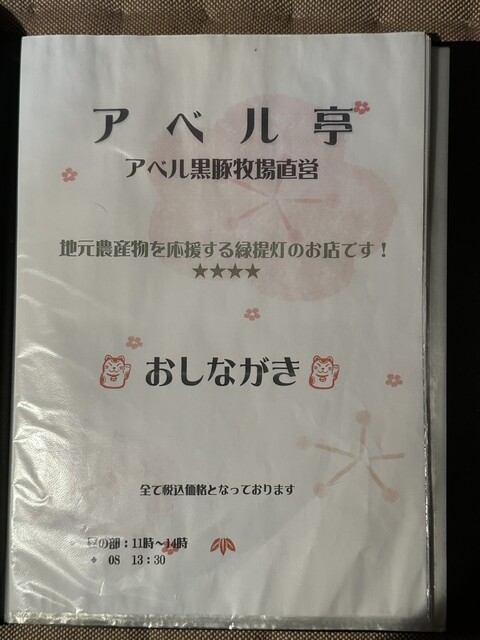 アベル亭
アベル黒豚牧場直営
地元農産物を応援する緑提灯のお店です！
★★★★
おしながき
全て税込価格となっております
の部：11時～14時
08 13:30